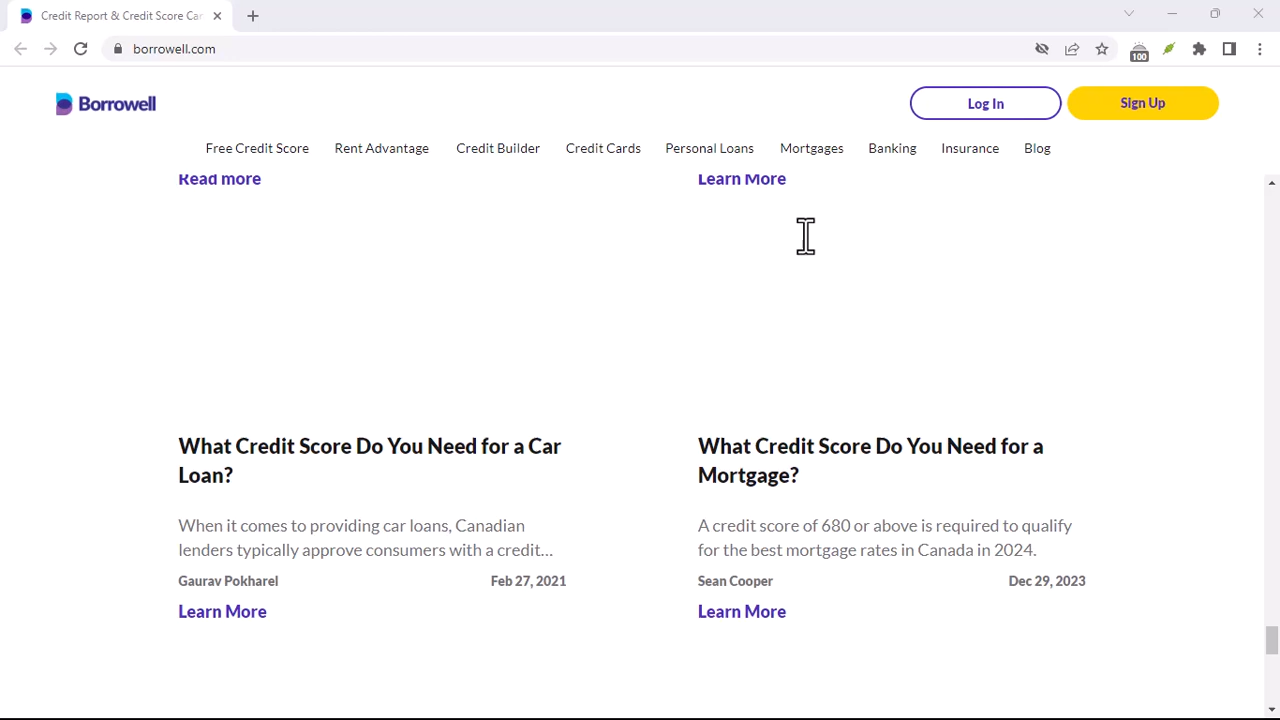 Credit Report & Credit Score Car
borrowell.com
100
Borrowell
Log In
Sign Up
Free Credit Score Rent Advantage Credit Builder Credit Cards Personal Loans Mortgages Banking Insurance Blog
Read more
Learn More
What Credit Score Do You Need for a Car
Loan?
When it comes to providing car loans, Canadian
lenders typically approve consumers with a credit...
Gaurav Pokharel Feb 27, 2021
Learn More
What Credit Score Do You Need for a
Mortgage?
A credit score of 680 or above is required to qualify
for the best mortgage rates in Canada in 2024.
Sean Cooper Dec 29, 2023
Learn More